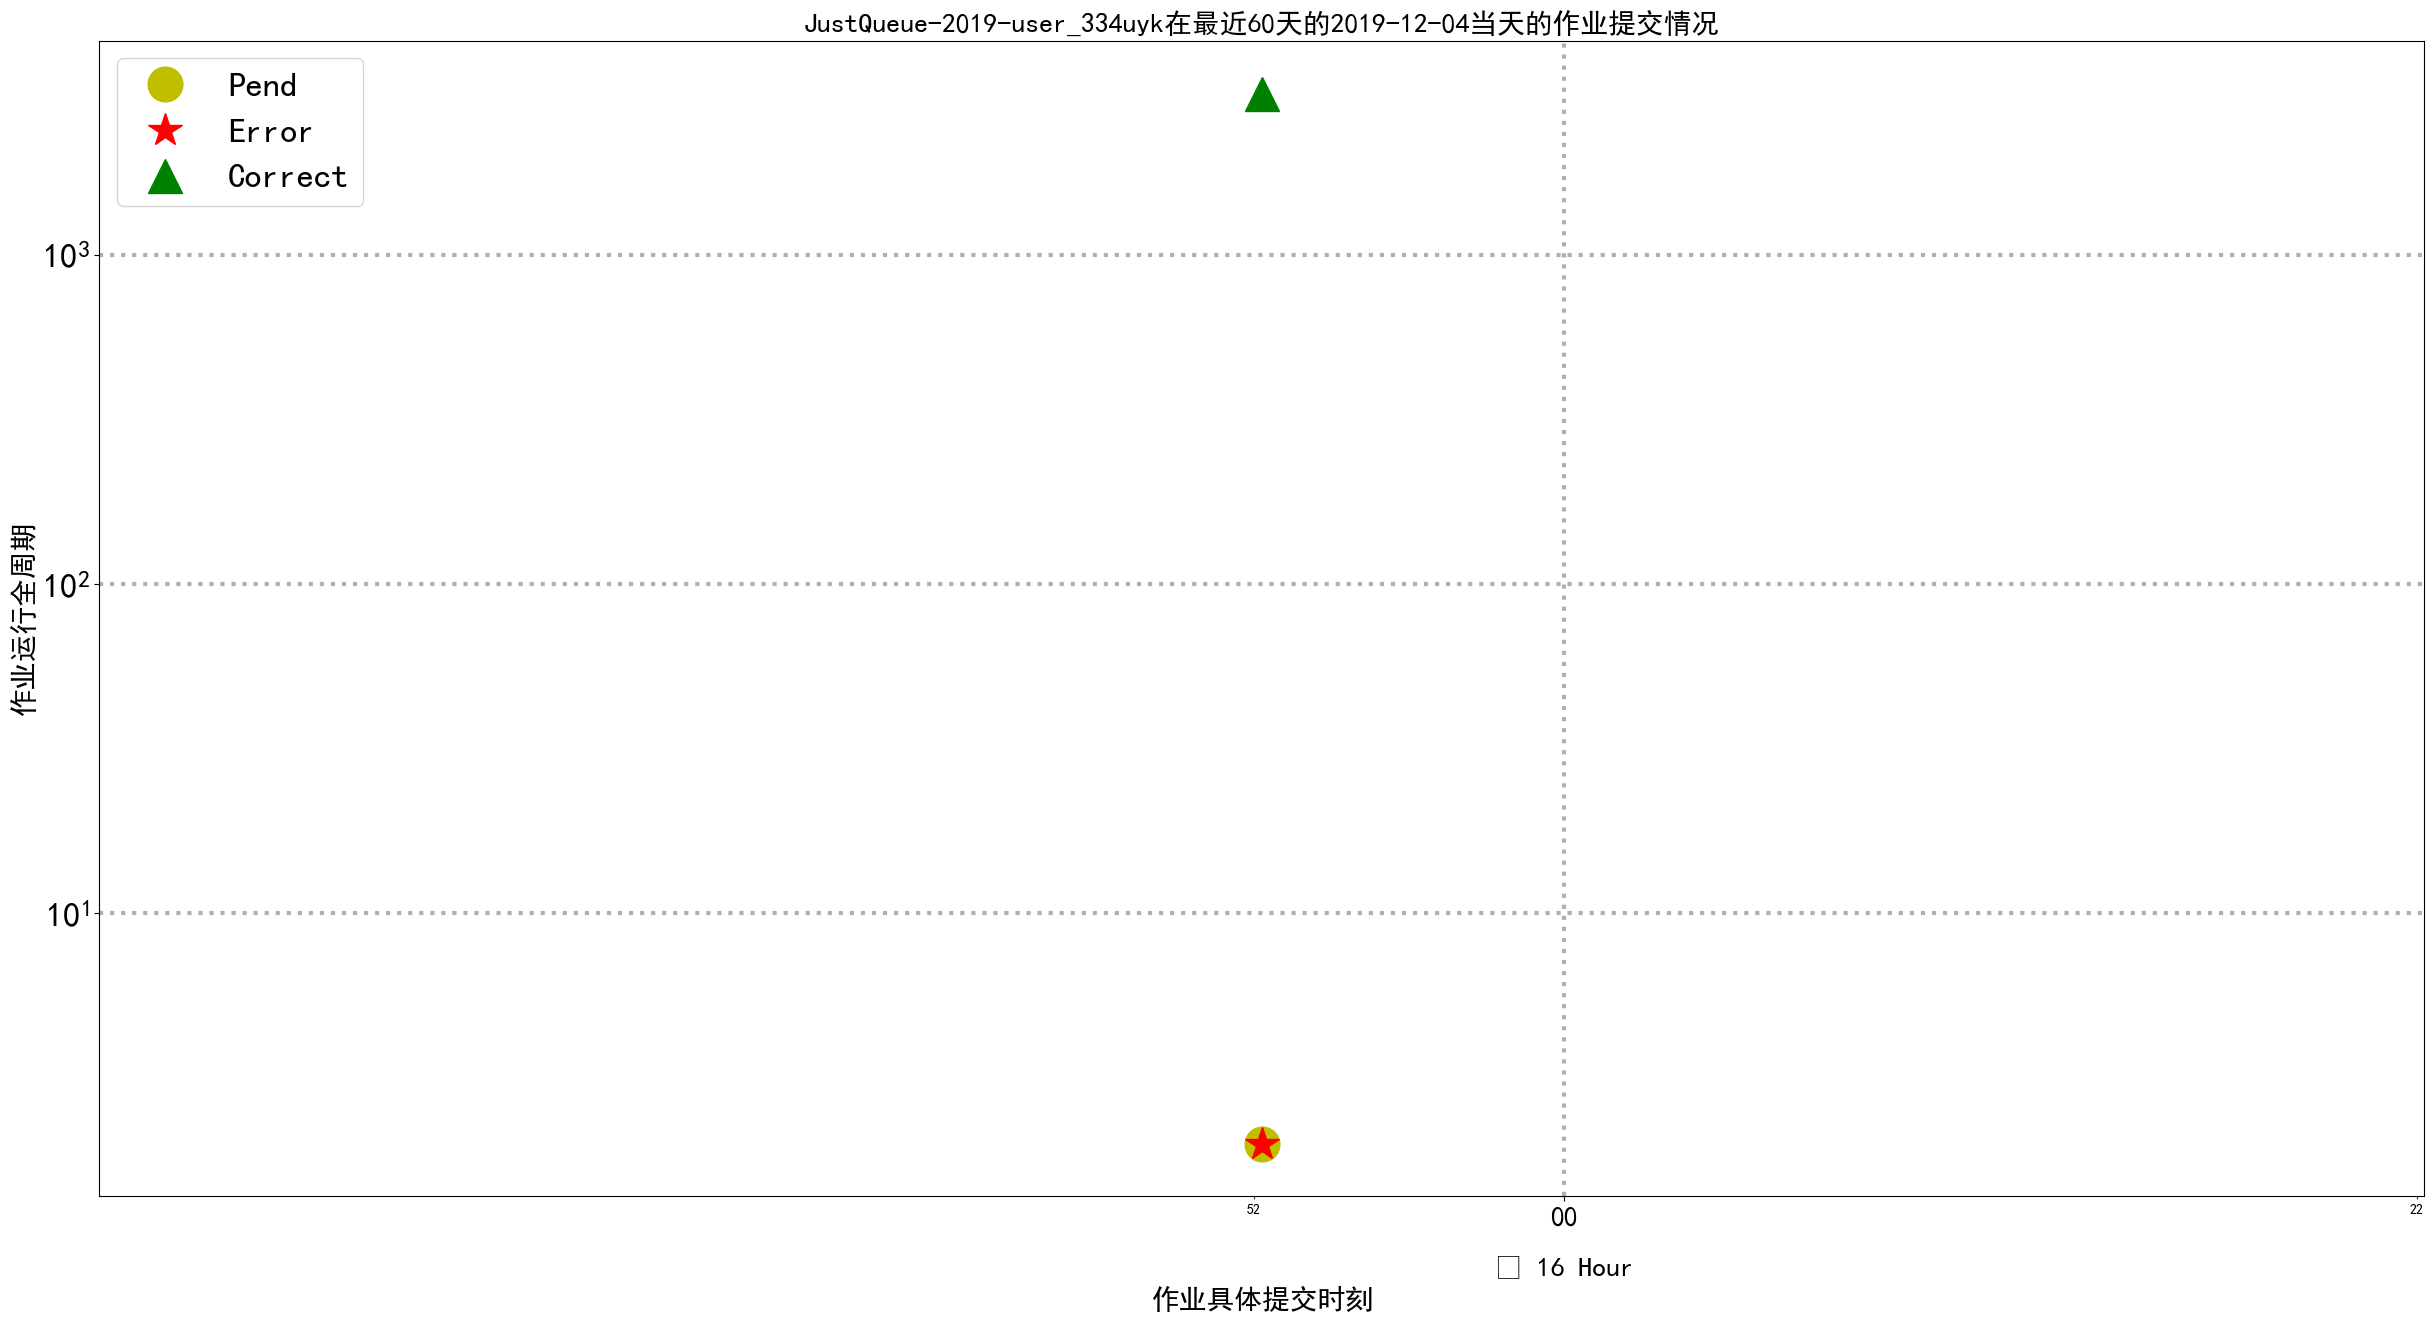 JustQueue-2019-user_334uyk在最近60天的2019-12-04当天的作业提交情况
Pend
Error
Correct
10³
10²
10¹
作业运行全周期
52
00
22
16 Hour
作业具体提交时刻